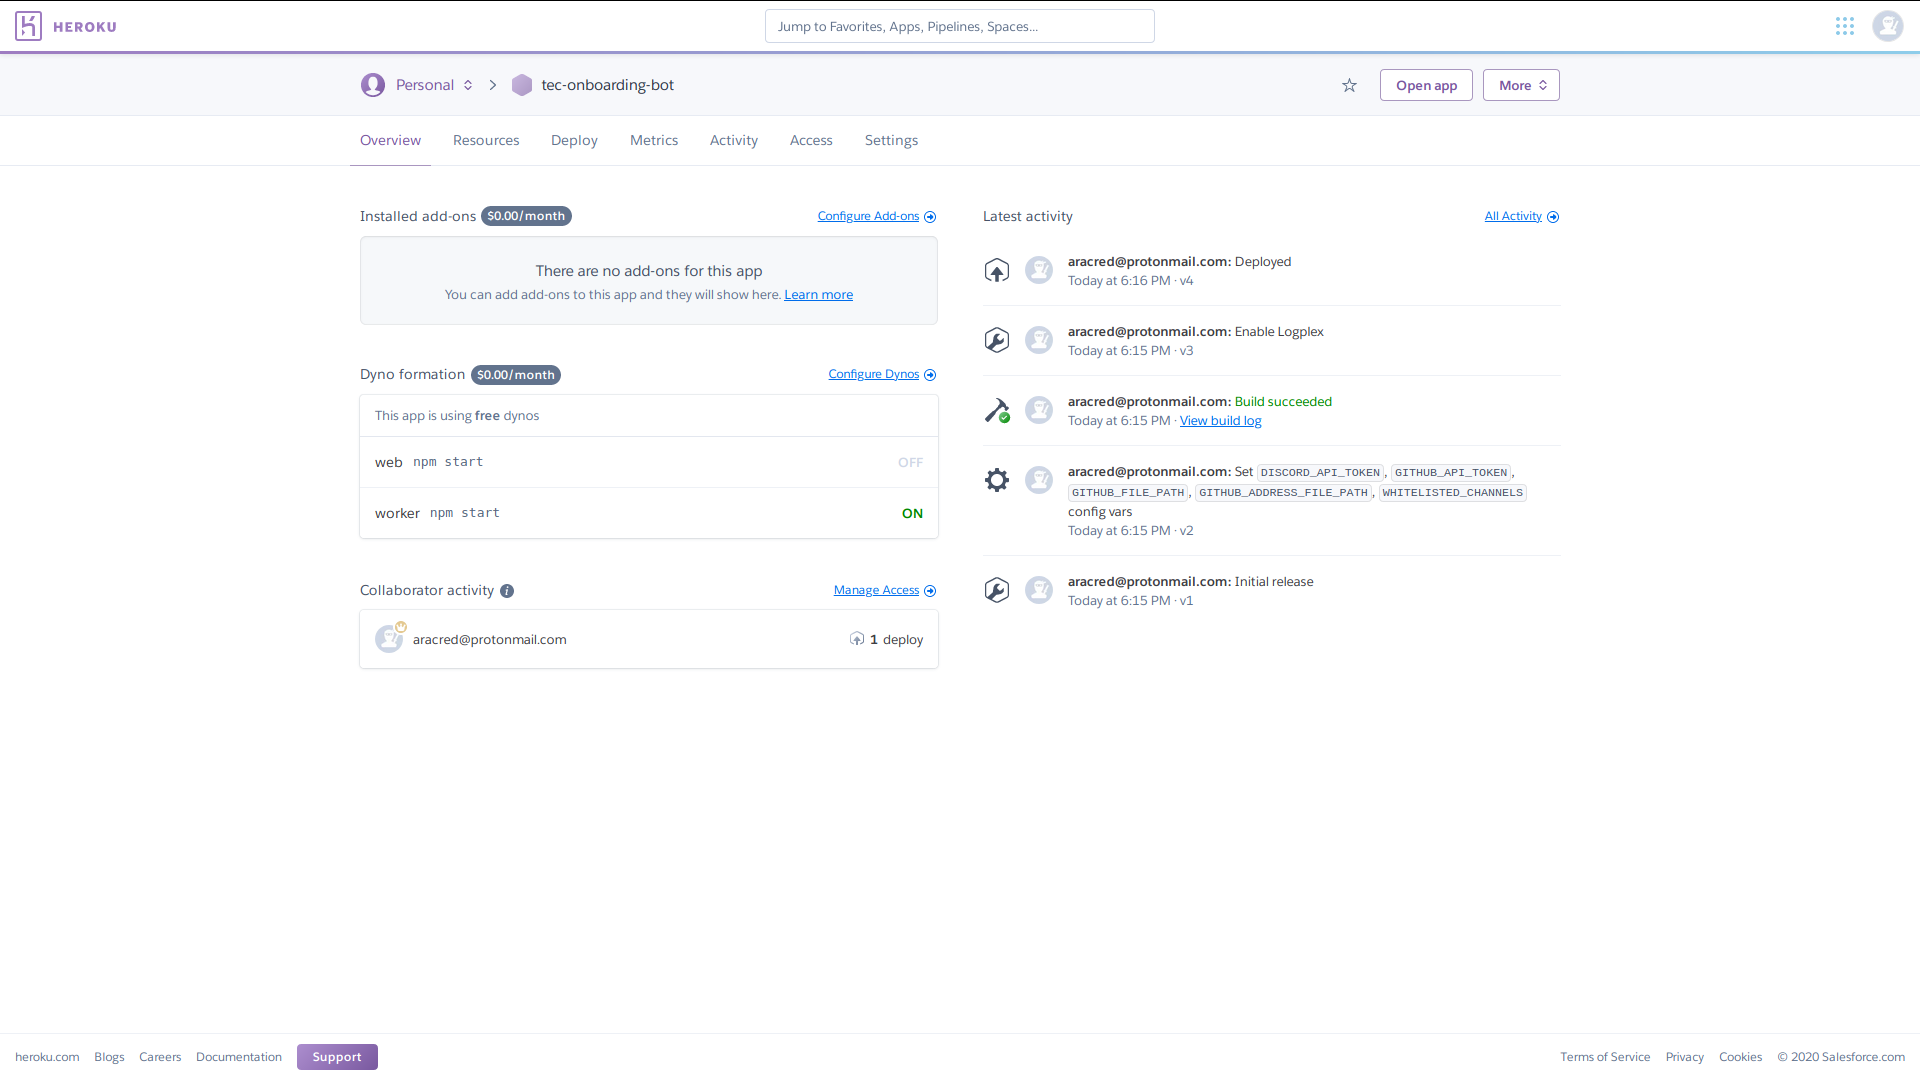 HEROKU
Jump to Favorites, Apps, Pipelines, Spaces...
Personal
tec-onboarding-bot
Open app
More
Overview
Resources
Deploy
Metrics
Activity
Access
Settings
Installed add-ons $0.00/month
Configure Add-ons
There are no add-ons for this app
You can add add-ons to this app and they will show here. Learn more
Dyno formation $0.00/month
Configure Dynos
This app is using free dynos
web npm start
OFF
worker npm start
ON
Collaborator activity i
Manage Access
aracred@protonmail.com
1 deploy
Latest activity
All Activity
aracred@protonmail.com: Deployed
Today at 6:16 PM · v4
aracred@protonmail.com: Enable Logplex
Today at 6:15 PM · v3
aracred@protonmail.com: Build succeeded
Today at 6:15 PM · View build log
aracred@protonmail.com: Set DISCORD_API_TOKEN, GITHUB_API_TOKEN,
GITHUB_FILE_PATH, GITHUB_ADDRESS_FILE_PATH, WHITELISTED_CHANNELS
config vars
Today at 6:15 PM · v2
aracred@protonmail.com: Initial release
Today at 6:15 PM · v1
heroku.com
Blogs
Careers
Documentation
Support
Terms of Service
Privacy
Cookies
© 2020 Salesforce.com